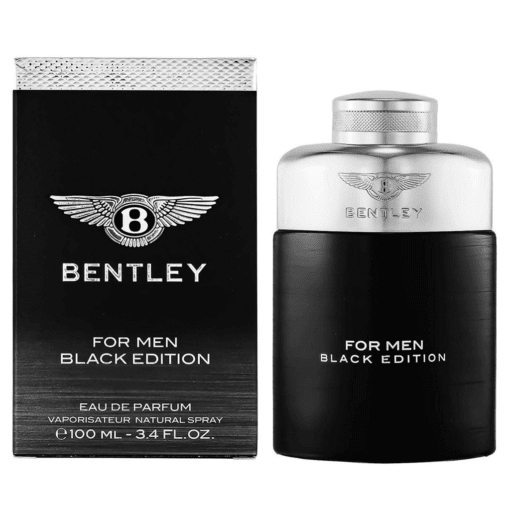 B
BENTLEY
FOR MEN
BLACK EDITION
EAU DE PARFUM
VAPORISATEUR NATURAL SPRAY
℮100 ML - 3.4 FL.OZ.
B
BENTLEY
FOR MEN
BLACK EDITION